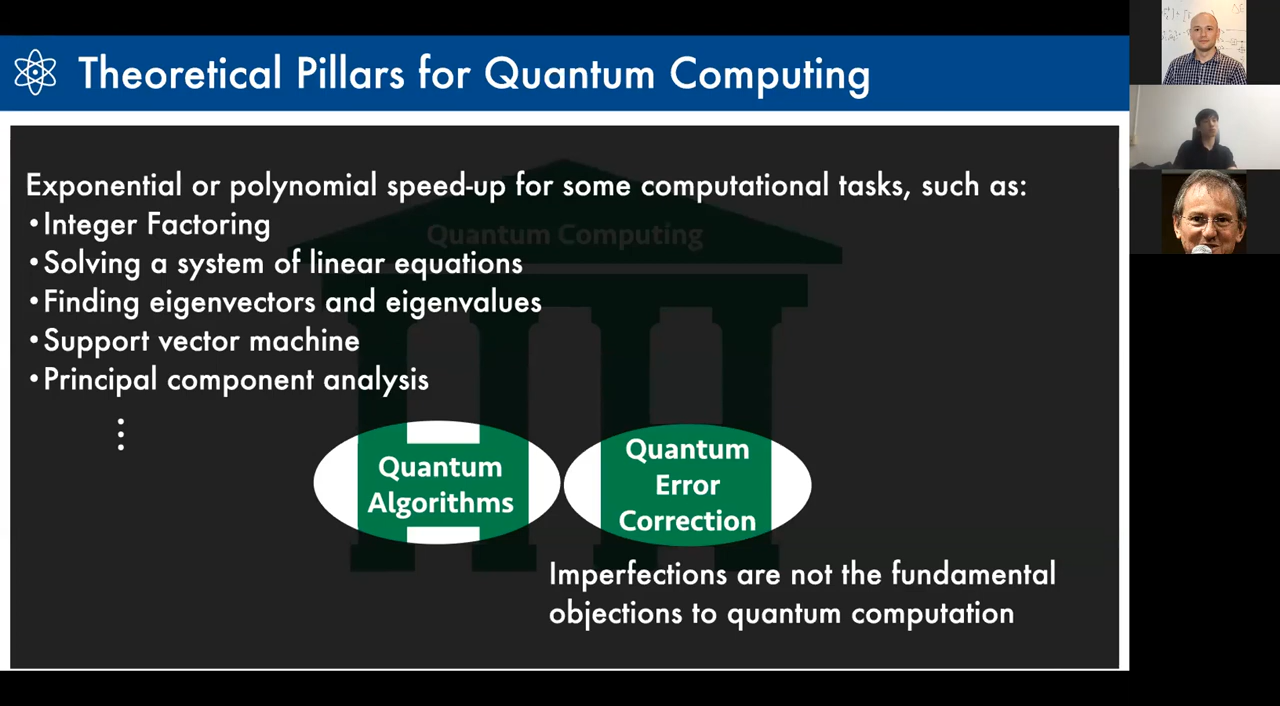 Theoretical Pillars for Quantum Computing
Exponential or polynomial speed-up for some computational tasks, such as:
•Integer Factoring
Quantum Computing
•Solving a system of linear equations
•Finding eigenvectors and eigenvalues
•Support vector machine
•Principal component analysis
⋮
Quantum
Algorithms
Quantum
Error
Correction
Imperfections are not the fundamental
objections to quantum computation